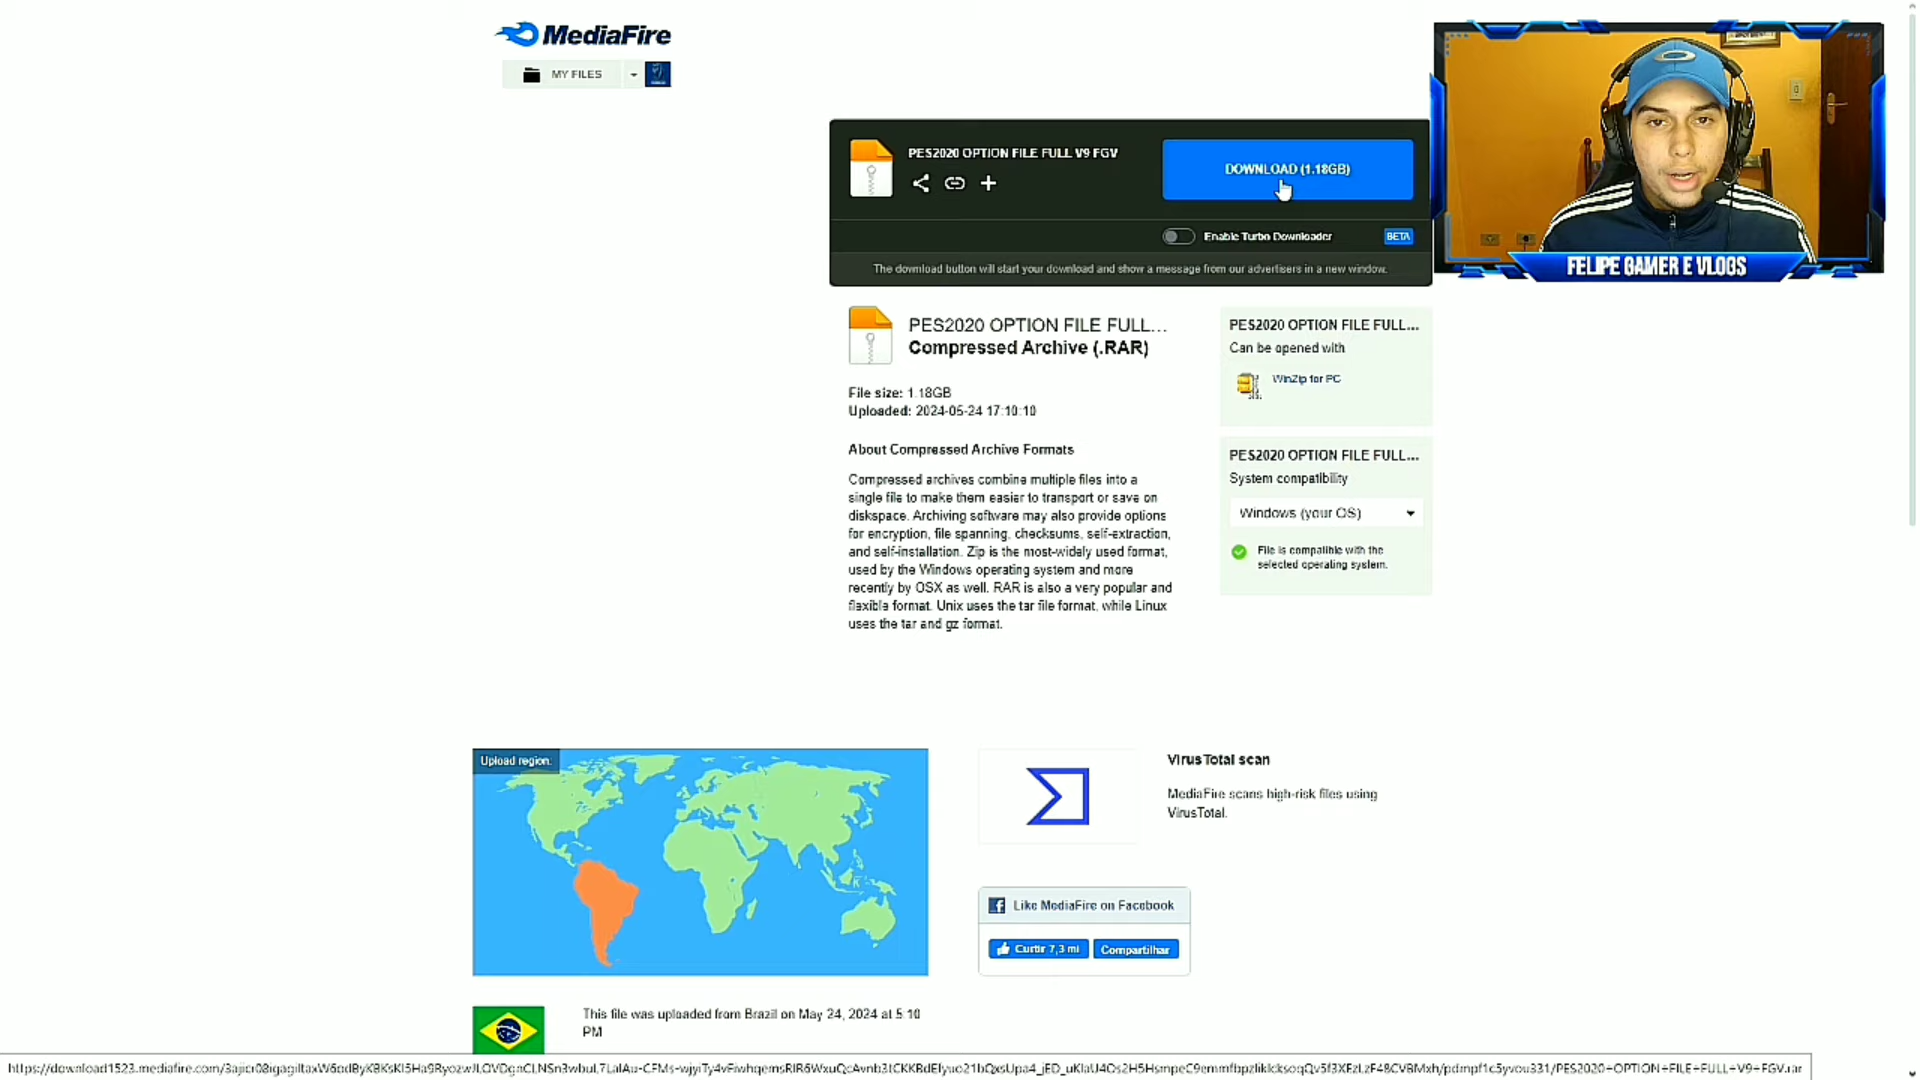 MediaFire
MY FILES
PES2020 OPTION FILE FULL V9 FGV
DOWNLOAD (1.18GB)
Enable Turbo Downloader
BETA
The download button will start your download and show a message from our advertisers in a new window.
FELIPE GAMER E VLOGS
PES2020 OPTION FILE FULL...
Compressed Archive (.RAR)
File size: 1.18GB
Uploaded: 2024-05-24 17:10:10
About Compressed Archive Formats
Compressed archives combine multiple files into a
single file to make them easier to transport or save on
diskspace. Archiving software may also provide options
for encryption, file spanning, checksums, self-extraction,
and self-installation. Zip is the most-widely used format,
used by the Windows operating system and more
recently by OSX as well. RAR is also a very popular and
flexible format. Unix uses the tar file format, while Linux
uses the tar and gz format.
PES2020 OPTION FILE FULL...
Can be opened with
WinZip for PC
PES2020 OPTION FILE FULL...
System compatibility
Windows (your OS)
File is compatible with the
selected operating system.
Upload region:
VirusTotal scan
MediaFire scans high-risk files using
VirusTotal.
Like MediaFire on Facebook
Curtir 7,3 mi
Compartilhar
This file was uploaded from Brazil on May 24, 2024 at 5:10
PM